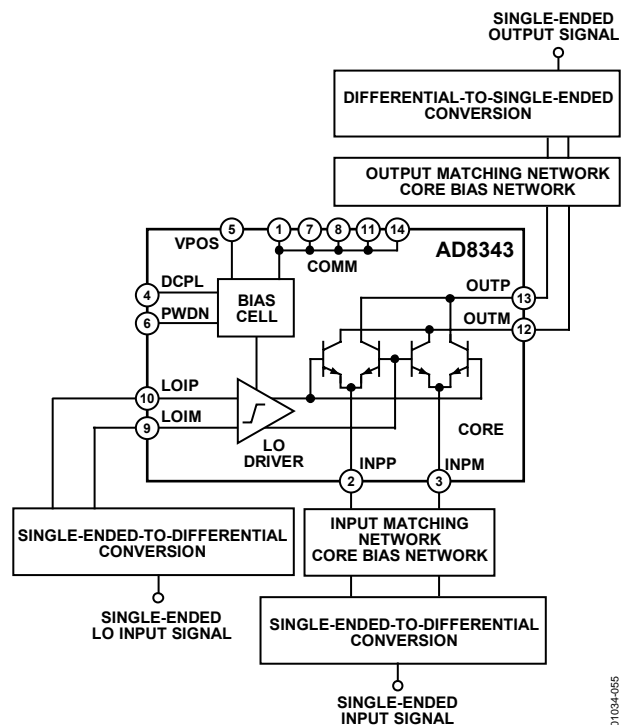 SINGLE-ENDED
OUTPUT SIGNAL
DIFFERENTIAL-TO-SINGLE-ENDED
CONVERSION
OUTPUT MATCHING NETWORK
CORE BIAS NETWORK
5
1
7
8
11
14
VPOS
COMM
AD8343
4
DCPL
6
PWDN
BIAS
CELL
OUTP
13
OUTM
12
10
LOIP
9
LOIM
LO
DRIVER
CORE
INPP
2
INPM
3
SINGLE-ENDED-TO-DIFFERENTIAL
CONVERSION
INPUT MATCHING
NETWORK
CORE BIAS NETWORK
SINGLE-ENDED
LO INPUT SIGNAL
SINGLE-ENDED-TO-DIFFERENTIAL
CONVERSION
SINGLE-ENDED
INPUT SIGNAL
01034-055